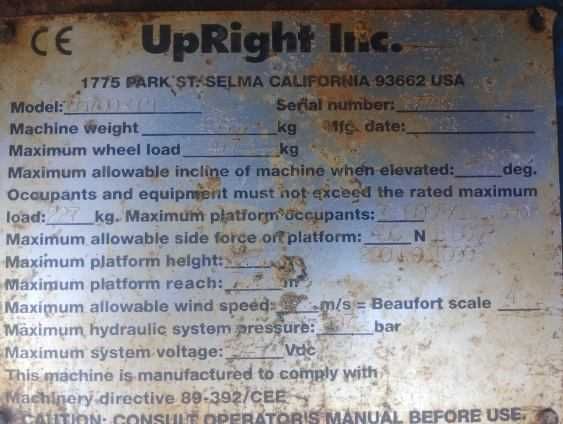 CE UpRight Inc.
1775 PARK ST. SELMA CALIFORNIA 93662 USA
Model: Serial number:
Machine weight kg Mfg. date:
Maximum wheel load kg
Maximum allowable incline of machine when elevated: deg.
Occupants and equipment must not exceed the rated maximum
load: 227 kg. Maximum platform occupants:
Maximum allowable side force on platform: N
Maximum platform height: m
Maximum platform reach: m
Maximum allowable wind speed: m/s = Beaufort scale
Maximum hydraulic system pressure: bar
Maximum system voltage: Vdc
This machine is manufactured to comply with
Machinery directive 89-392/CEE
CAUTION: CONSULT OPERATOR'S MANUAL BEFORE USE.